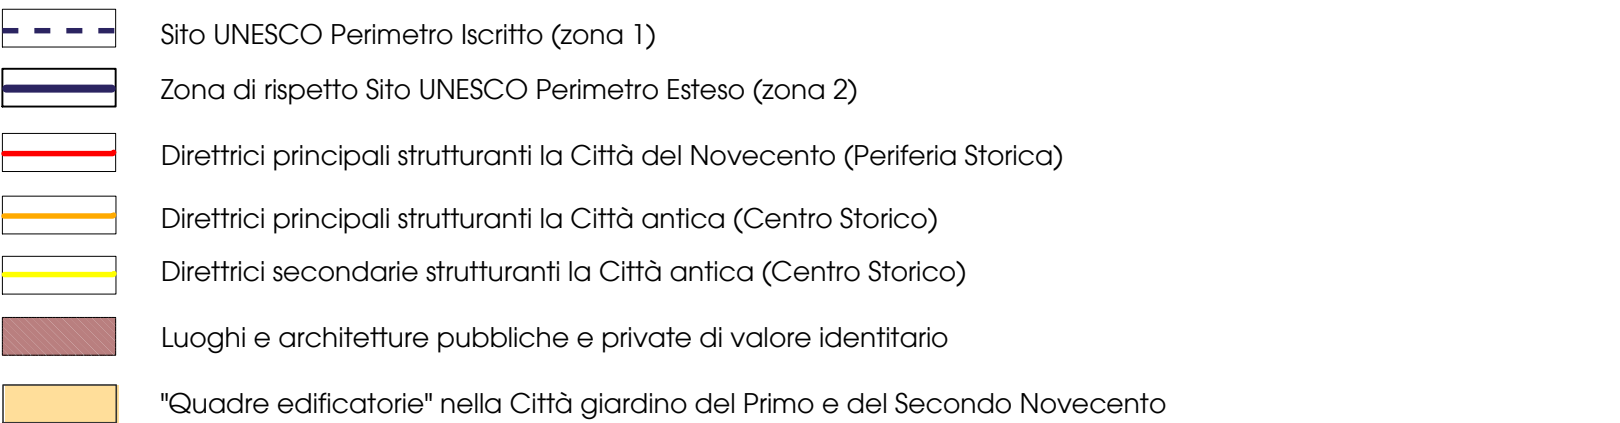 Sito UNESCO Perimetro Iscritto (zona 1)
Zona di rispetto Sito UNESCO Perimetro Esteso (zona 2)
Direttrici principali strutturanti la Città del Novecento (Periferia Storica)
Direttrici principali strutturanti la Città antica (Centro Storico)
Direttrici secondarie strutturanti la Città antica (Centro Storico)
Luoghi e architetture pubbliche e private di valore identitario
"Quadre edificatorie" nella Città giardino del Primo e del Secondo Novecento